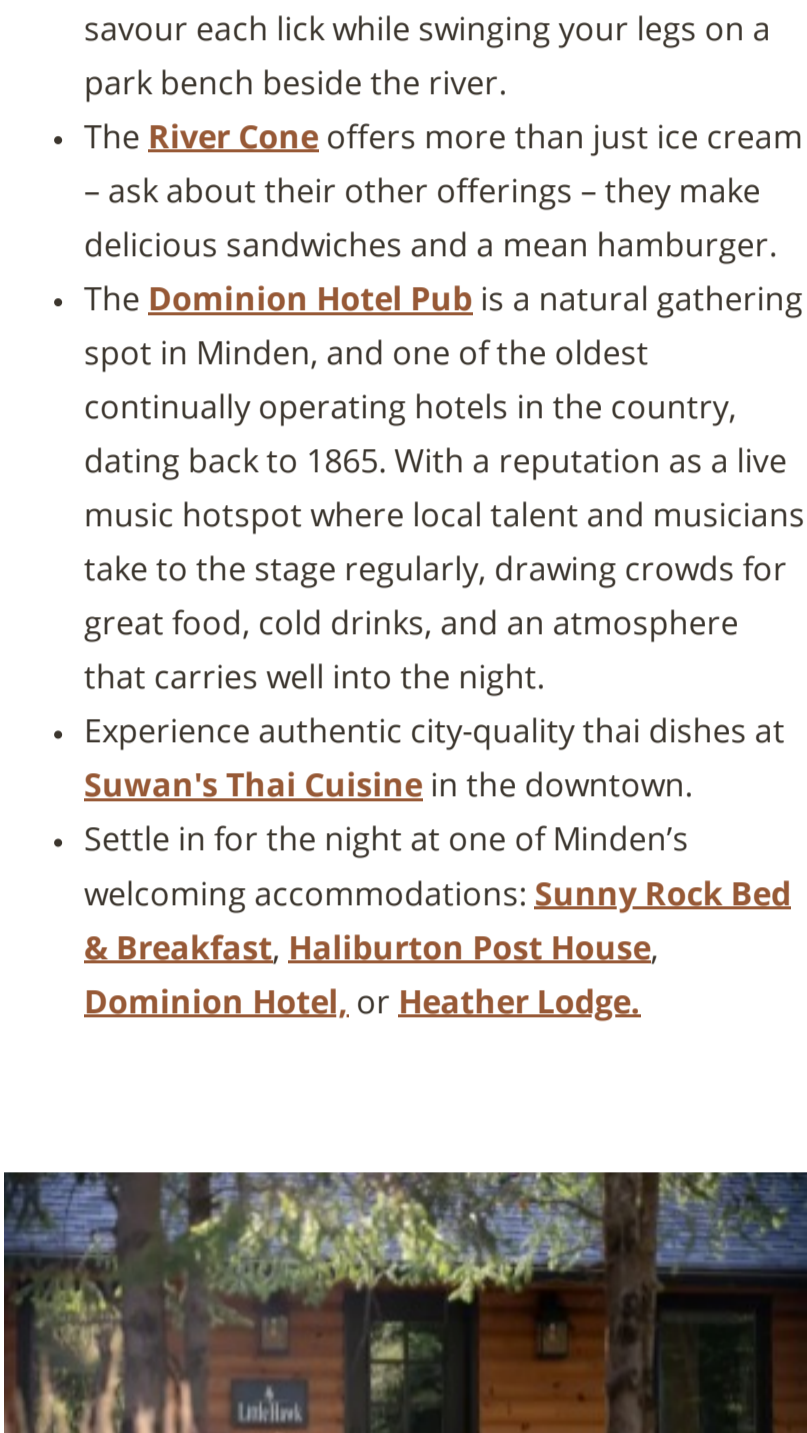 savour each lick while swinging your legs on a
park bench beside the river.
• The River Cone offers more than just ice cream
– ask about their other offerings – they make
delicious sandwiches and a mean hamburger.
• The Dominion Hotel Pub is a natural gathering
spot in Minden, and one of the oldest
continually operating hotels in the country,
dating back to 1865. With a reputation as a live
music hotspot where local talent and musicians
take to the stage regularly, drawing crowds for
great food, cold drinks, and an atmosphere
that carries well into the night.
• Experience authentic city-quality thai dishes at
Suwan's Thai Cuisine in the downtown.
• Settle in for the night at one of Minden’s
welcoming accommodations: Sunny Rock Bed
& Breakfast, Haliburton Post House,
Dominion Hotel, or Heather Lodge.